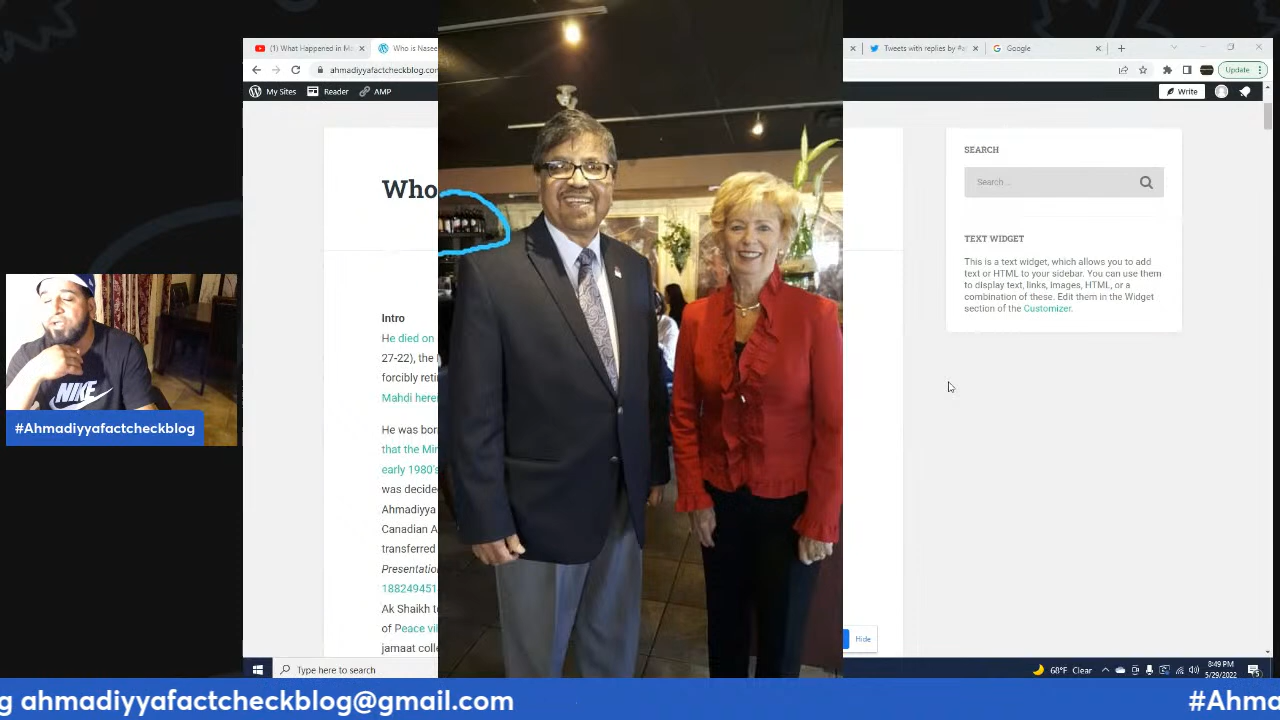 (1) What Happened in Ma
Who is Nasee
Tweets with replies by #a
Google
ahmadiyyafactcheckblog.com
Update
My Sites
Reader
AMP
Write
Who
SEARCH
Search …
TEXT WIDGET
This is a text widget, which allows you to add
text or HTML to your sidebar. You can use them
to display text, links, images, HTML, or a
combination of these. Edit them in the Widget
section of the Customizer.
Intro
He died on
27-22), the
forcibly reti
Mahdi here
He was bor
that the Mir
early 1980's
was decide
Ahmadiyya
Canadian A
transferred
Presentatio
188249451
Ak Shaikh t
of Peace vil
jamaat coll
NIKE
#Ahmadiyyafactcheckblog
Hide
Type here to search
68°F Clear
8:49 PM
5/29/2022
g ahmadiyyafactcheckblog@gmail.com
#Ahma